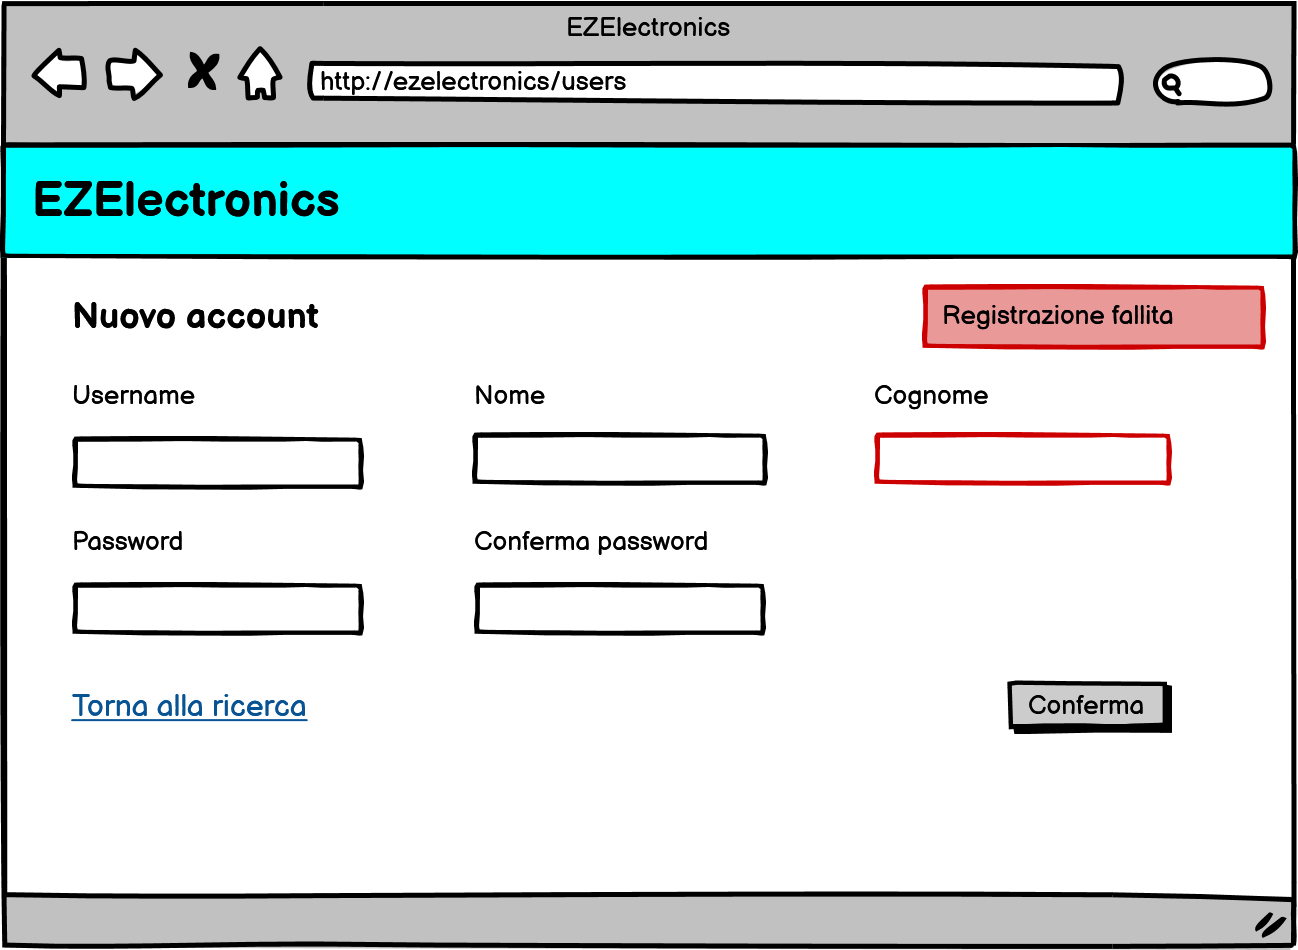 EZElectronics
http://ezelectronics/users
EZElectronics
Nuovo account
Registrazione fallita
Username
Nome
Cognome
Password
Conferma password
Torna alla ricerca
Conferma